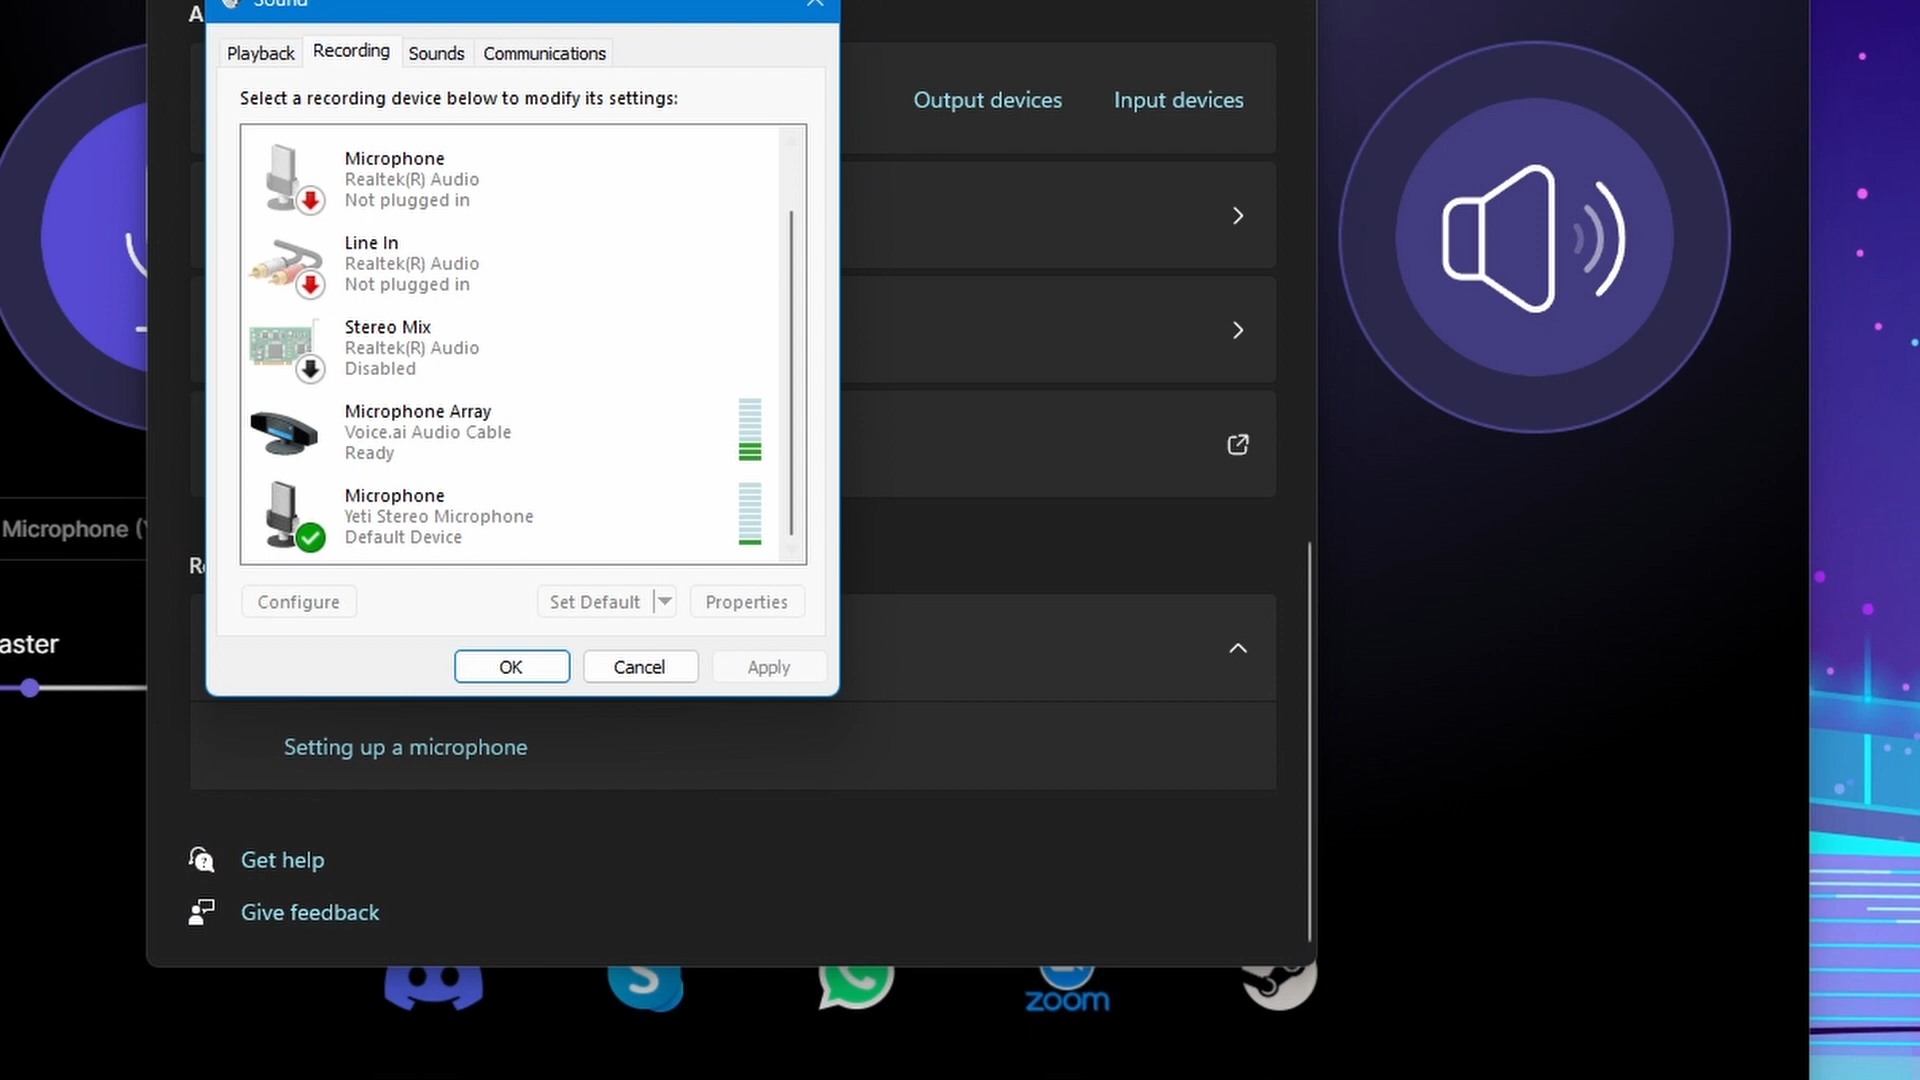 Sound
Playback
Recording
Sounds
Communications
Select a recording device below to modify its settings:
Microphone
Realtek(R) Audio
Not plugged in
Line In
Realtek(R) Audio
Not plugged in
Stereo Mix
Realtek(R) Audio
Disabled
Microphone Array
Voice.ai Audio Cable
Ready
Microphone
Yeti Stereo Microphone
Default Device
Configure
Set Default
Properties
OK
Cancel
Apply
Output devices
Input devices
Microphone (
aster
Setting up a microphone
Get help
Give feedback
S
zoom